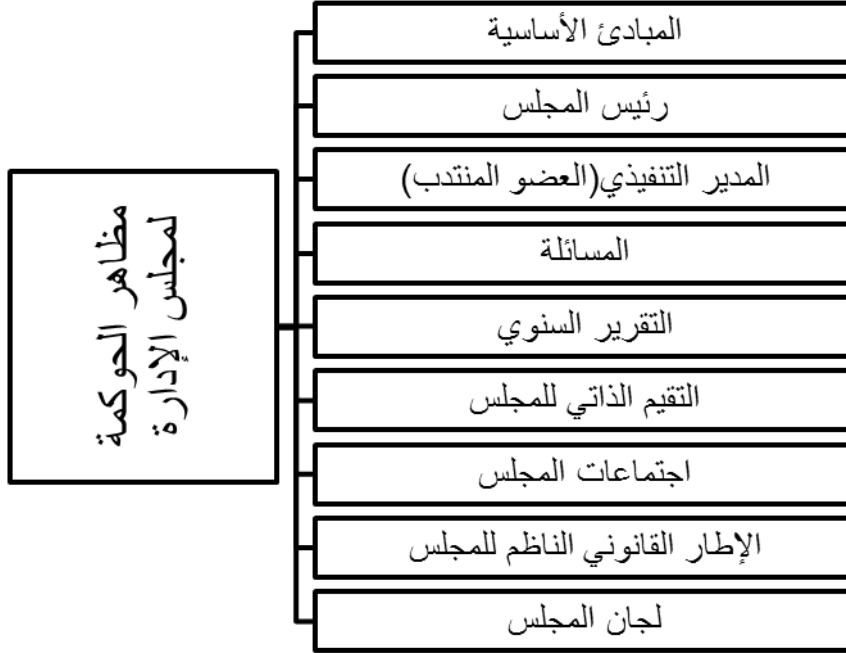 مظاهر الحوكمة
لمجلس الإدارة
المبادئ الأساسية
رئيس المجلس
المدير التنفيذي(العضو المنتدب)
المسائلة
التقرير السنوي
التقيم الذاتي للمجلس
اجتماعات المجلس
الإطار القانوني الناظم للمجلس
لجان المجلس